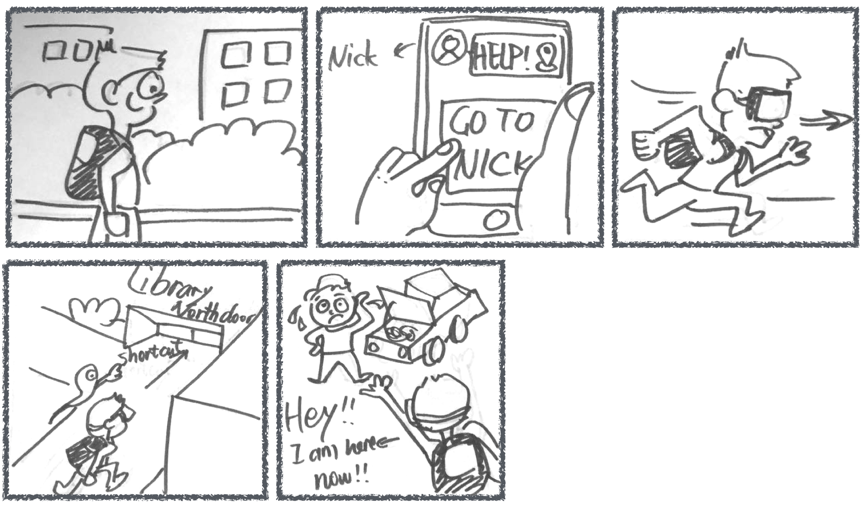 Nick
HELP!
GO TO
NICK
Library
North door
shortcut
Hey!!
I am here
now!!